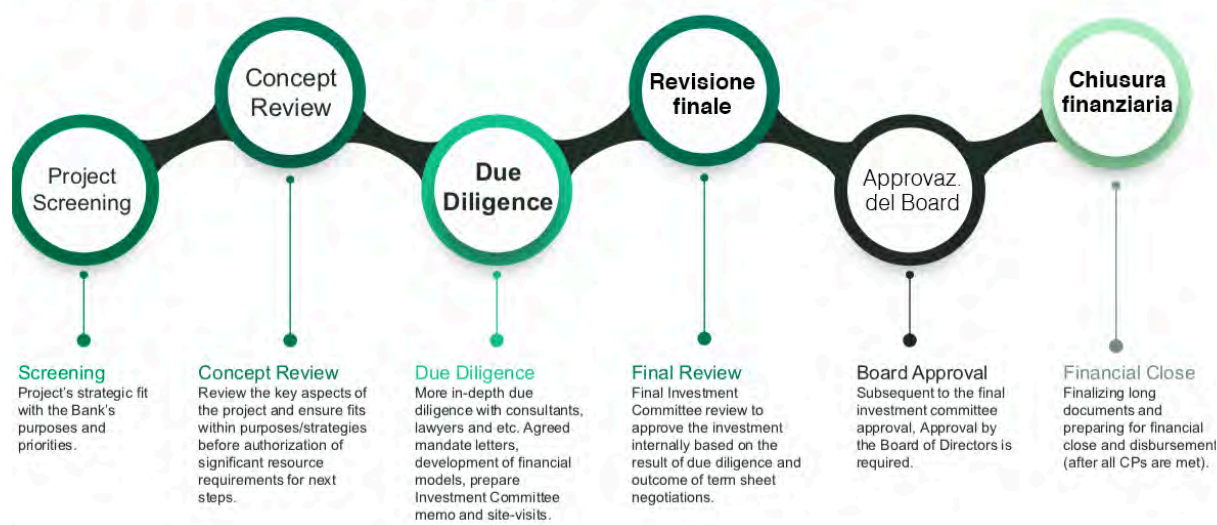 Project
Screening
Concept
Review
Due
Diligence
Revisione
finale
Approvaz.
del Board
Chiusura
finanziaria
Screening
Project's strategic fit
with the Bank's
purposes and
priorities.
Concept Review
Review the key aspects of
the project and ensure fits
within purposes/strategies
before authorization of
significant resource
requirements for next
steps.
Due Diligence
More in-depth due
diligence with consultants,
lawyers and etc. Agreed
mandate letters,
development of financial
models, prepare
Investment Committee
memo and site-visits.
Final Review
Final Investment
Committee review to
approve the investment
internally based on the
result of due diligence and
outcome of term sheet
negotiations.
Board Approval
Subsequent to the final
investment committee
approval, Approval by
the Board of Directors is
required.
Financial Close
Finalizing long
documents and
preparing for financial
close and disbursement
(after all CPs are met).